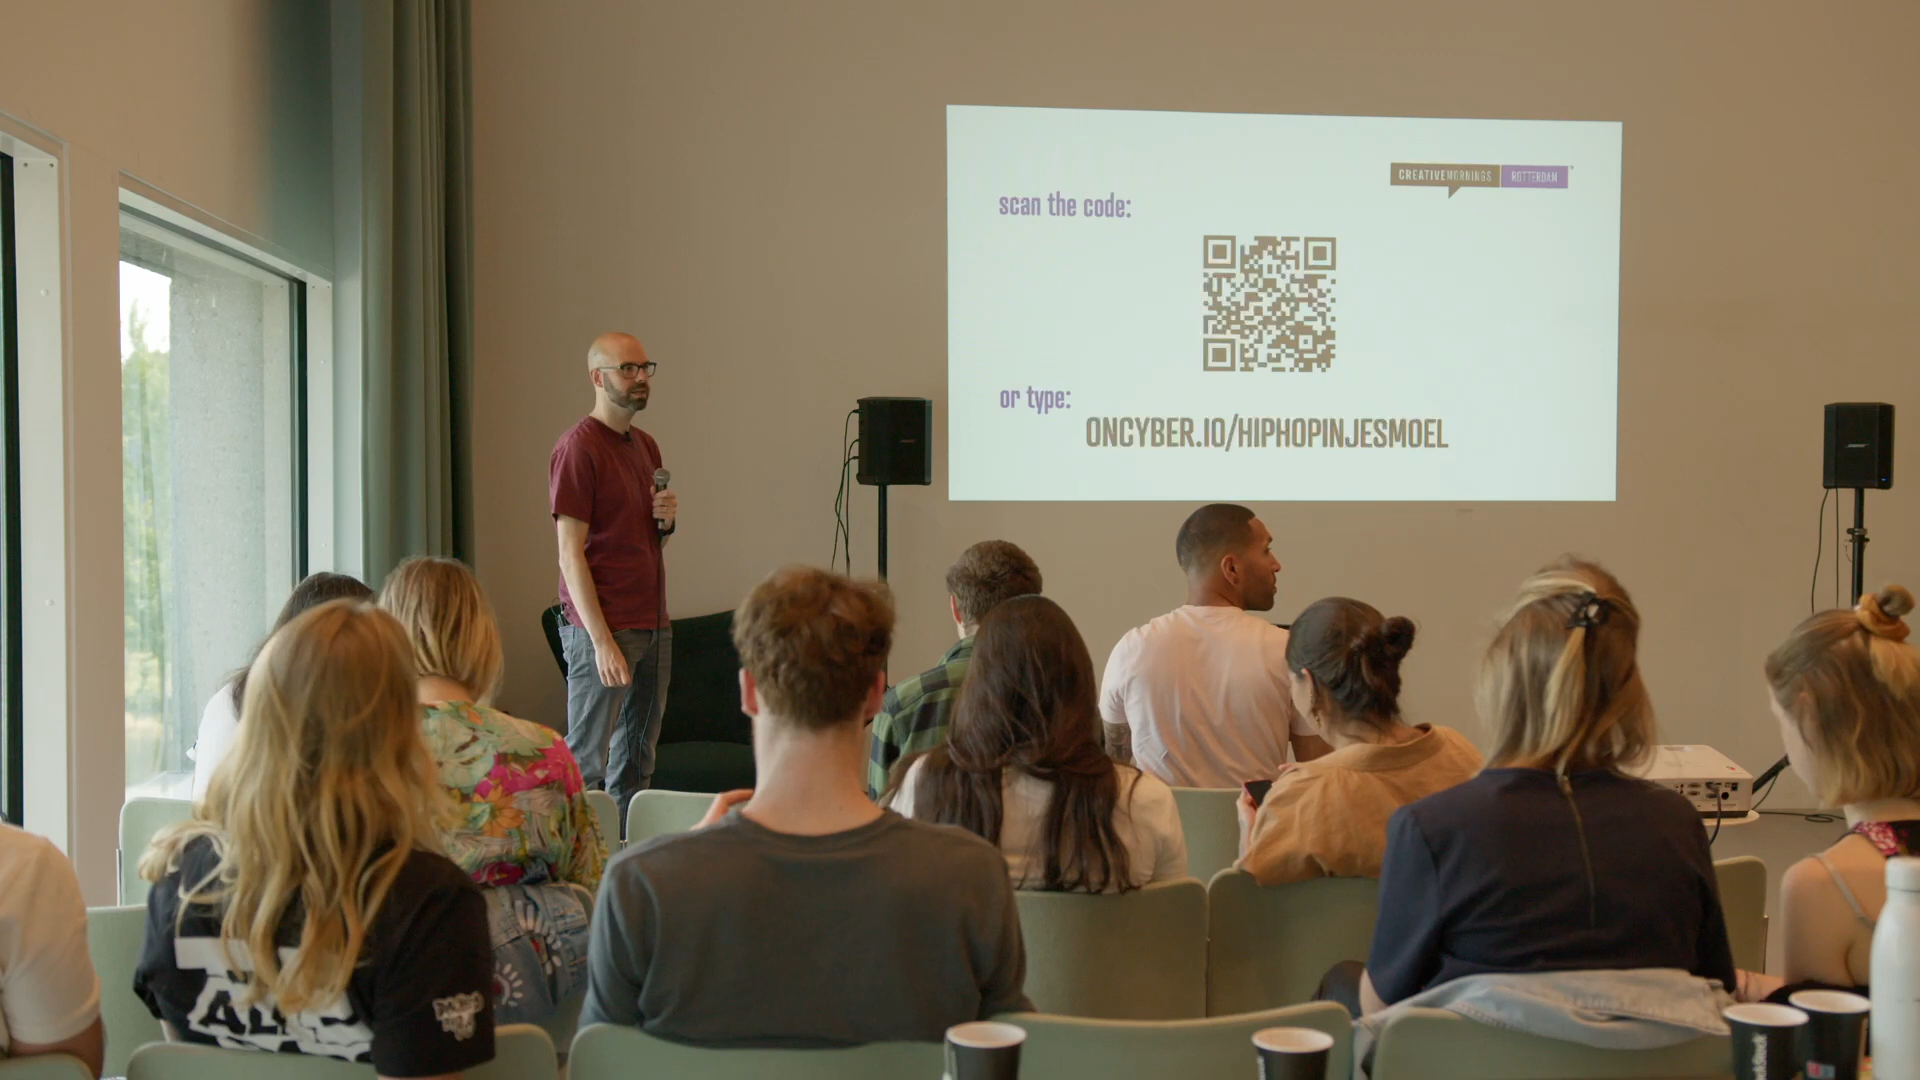 CREATIVEMORNINGS ROTTERDAM
scan the code:
or type:
ONCYBER.IO/HIPHOPINJESMOEL